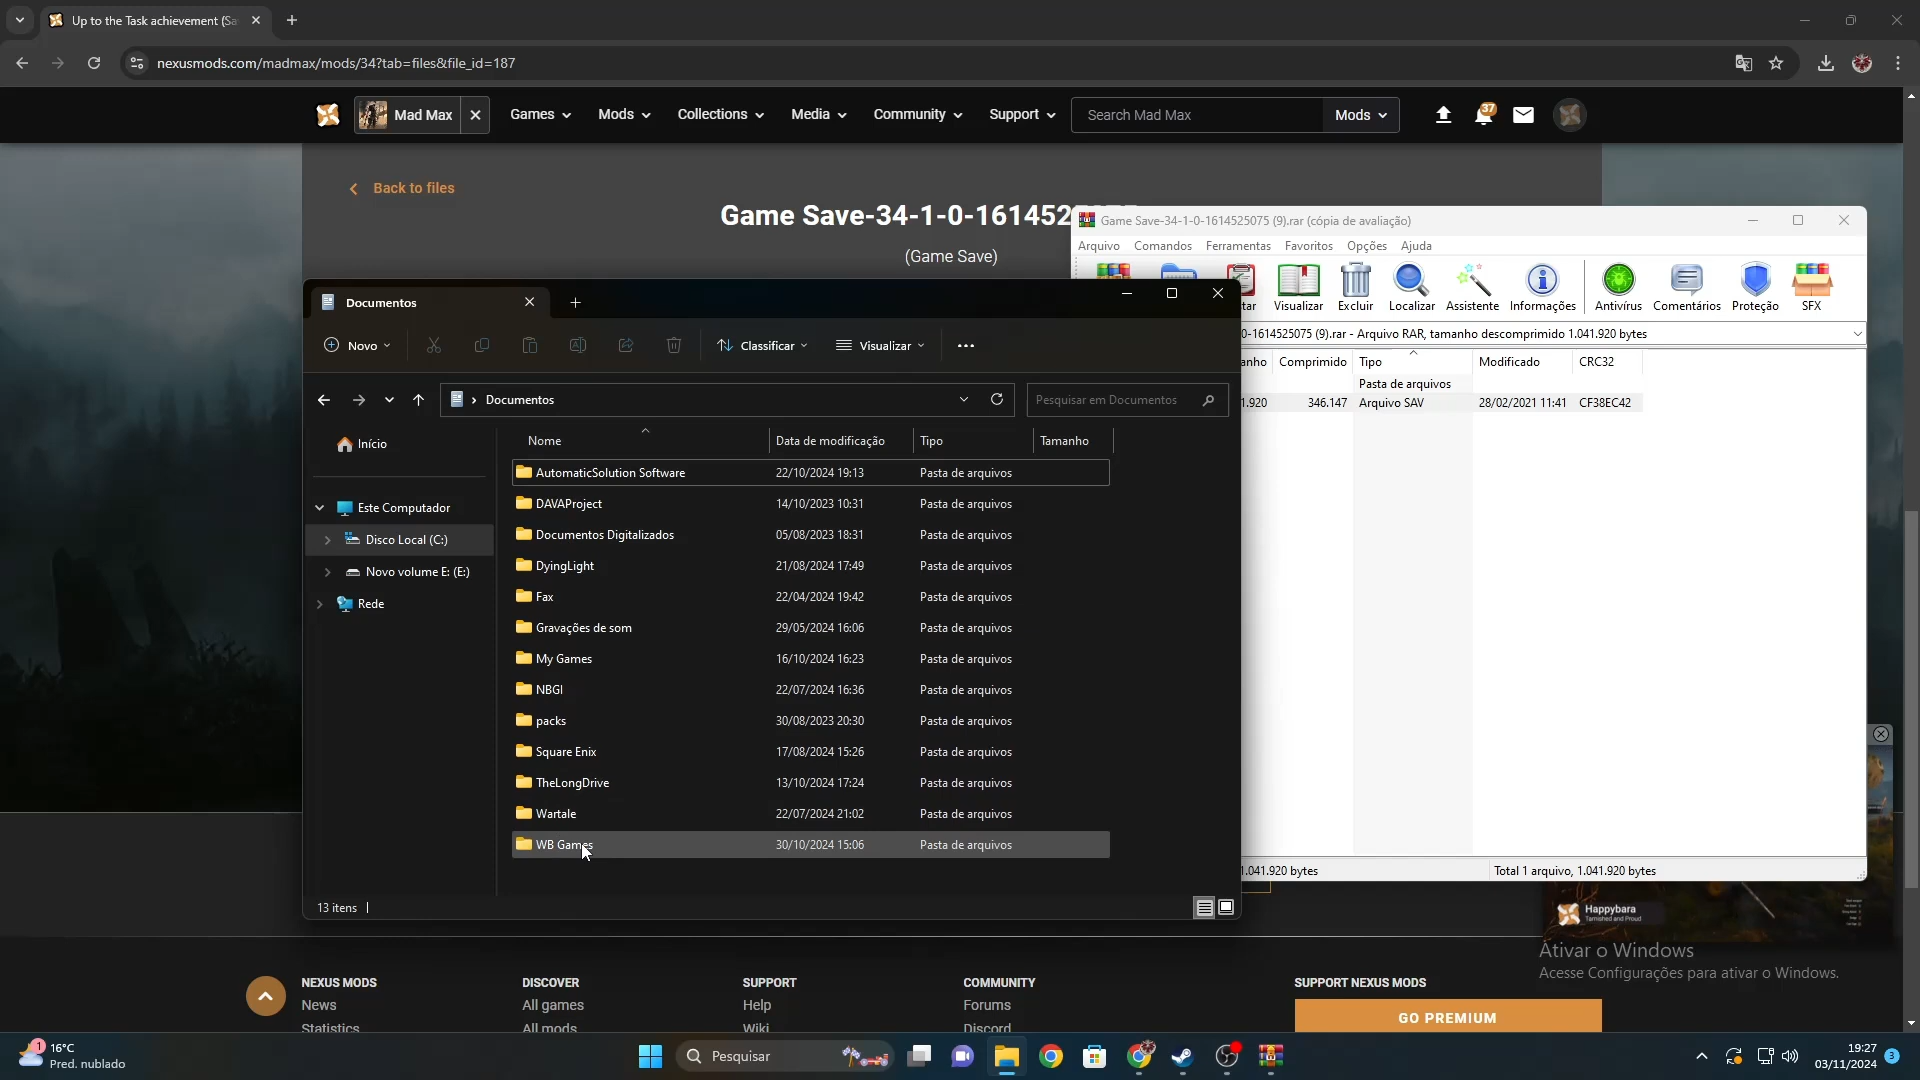 Up to the Task achievement (Sa
nexusmods.com/madmax/mods/34?tab=files&file_id=187
Mad Max
Games
Mods
Collections
Media
Community
Support
Search Mad Max
Mods
37
Back to files
Game Save-34-1-0-161452
(Game Save)
Game Save-34-1-0-1614525075 (9).rar (cópia de avaliação)
Arquivo Comandos Ferramentas Favoritos Opções Ajuda
Visualizar Excluir Localizar Assistente Informações Antivírus Comentários Proteção SFX
0-1614525075 (9).rar - Arquivo RAR, tamanho descomprimido 1.041.920 bytes
anho Comprimido Tipo Modificado CRC32
Pasta de arquivos
1.920 346.147 Arquivo SAV 28/02/2021 11:41 CF38EC42
1.041.920 bytes
Total 1 arquivo, 1.041.920 bytes
Documentos
Novo
Classificar
Visualizar
Documentos
Pesquisar em Documentos
Início
Este Computador
Disco Local (C:)
Novo volume E: (E:)
Rede
Nome Data de modificação Tipo Tamanho
AutomaticSolution Software 22/10/2024 19:13 Pasta de arquivos
DAVAProject 14/10/2023 10:31 Pasta de arquivos
Documentos Digitalizados 05/08/2023 18:31 Pasta de arquivos
DyingLight 21/08/2024 17:49 Pasta de arquivos
Fax 22/04/2024 19:42 Pasta de arquivos
Gravações de som 29/05/2024 16:06 Pasta de arquivos
My Games 16/10/2024 16:23 Pasta de arquivos
NBGI 22/07/2024 16:36 Pasta de arquivos
packs 30/08/2023 20:30 Pasta de arquivos
Square Enix 17/08/2024 15:26 Pasta de arquivos
TheLongDrive 13/10/2024 17:24 Pasta de arquivos
Wartale 22/07/2024 21:02 Pasta de arquivos
WB Games 30/10/2024 15:06 Pasta de arquivos
13 itens
Happybara
Tarnished and Proud
Ativar o Windows
Acesse Configurações para ativar o Windows.
NEXUS MODS
News
Statistics
DISCOVER
All games
All mods
SUPPORT
Help
Wiki
COMMUNITY
Forums
Discord
SUPPORT NEXUS MODS
GO PREMIUM
1
16°C
Pred. nublado
Pesquisar
19:27
03/11/2024
3